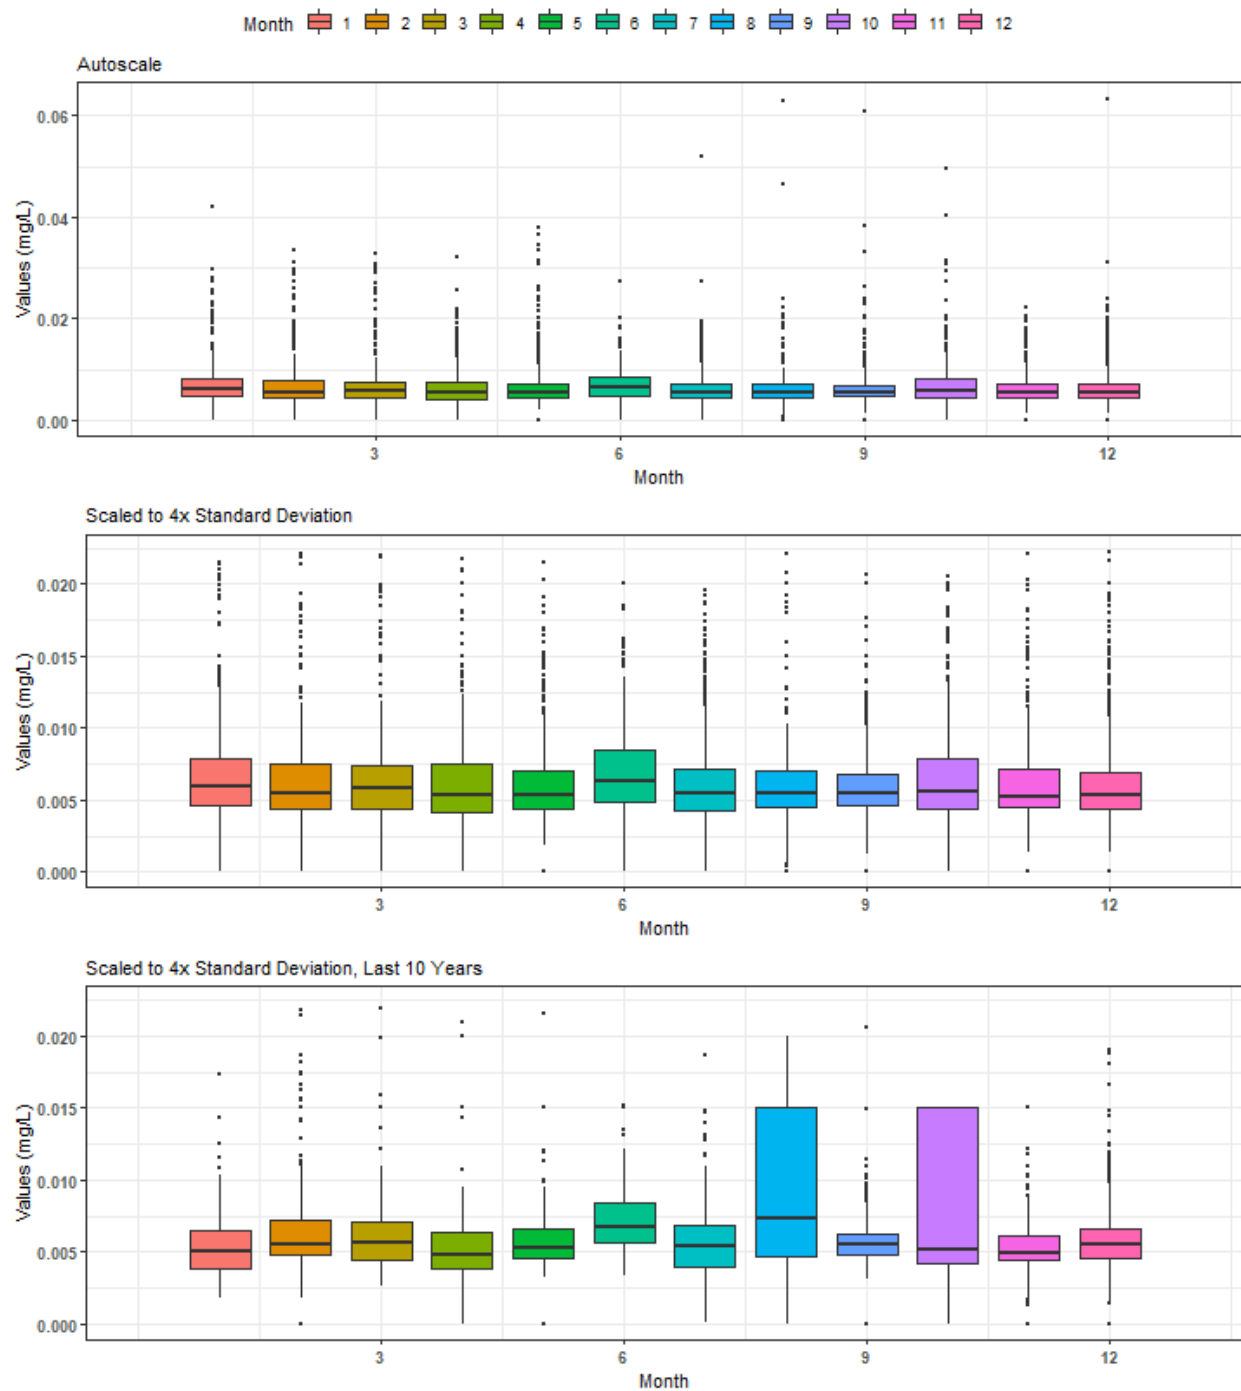 Month 1 2 3 4 5 6 7 8 9 10 11 12
Autoscale
Values (mg/L)
0.06
0.04
0.02
0.00
3 6 9 12
Month
Scaled to 4x Standard Deviation
Values (mg/L)
0.020
0.015
0.010
0.005
0.000
3 6 9 12
Month
Scaled to 4x Standard Deviation, Last 10 Years
Values (mg/L)
0.020
0.015
0.010
0.005
0.000
3 6 9 12
Month